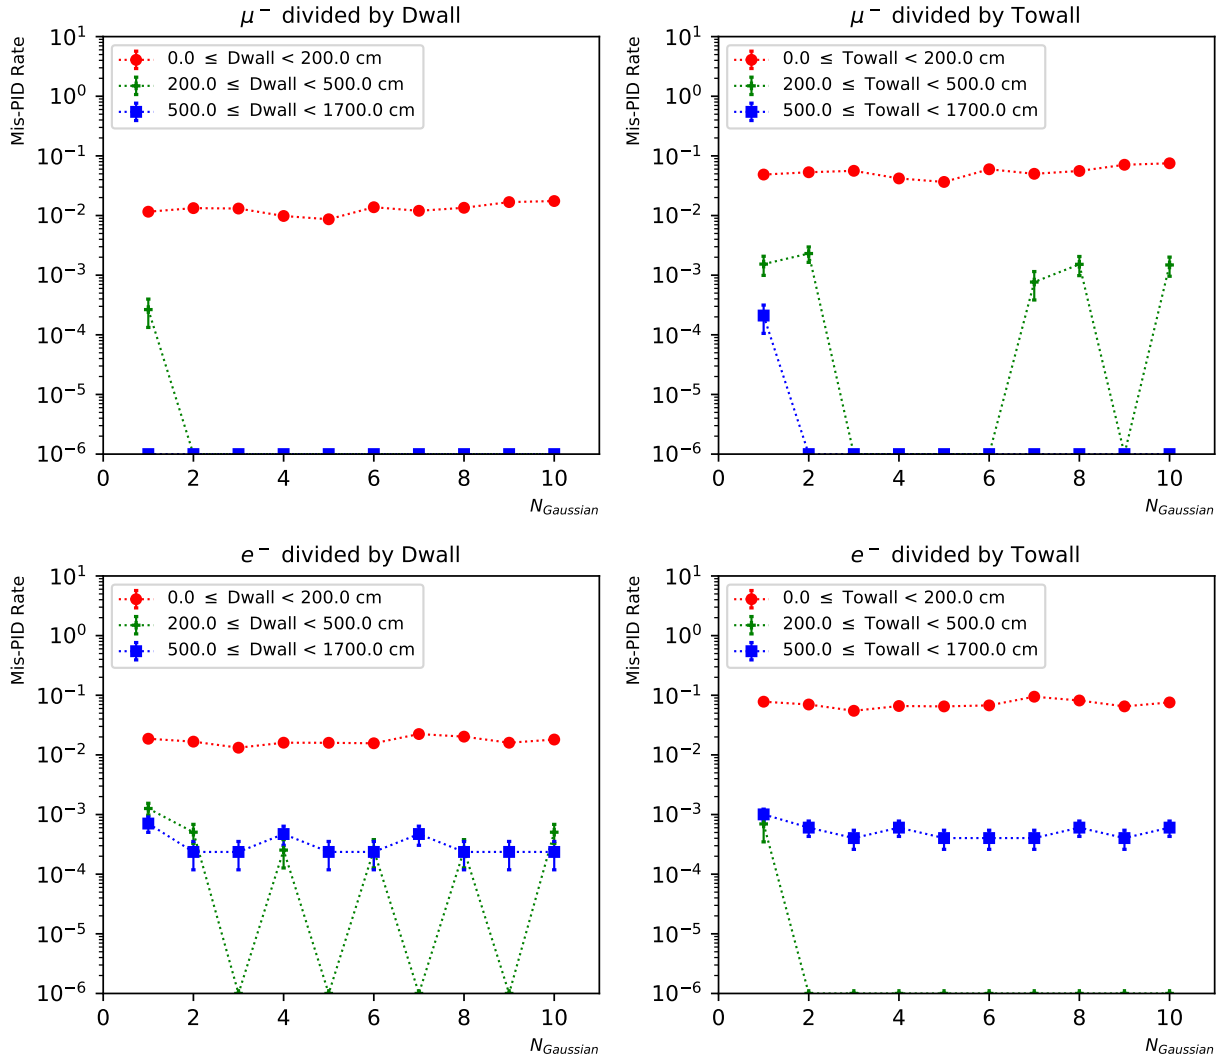 μ⁻ divided by Dwall
Mis-PID Rate
10¹
10⁰
10⁻¹
10⁻²
10⁻³
10⁻⁴
10⁻⁵
10⁻⁶
0.0 ≤ Dwall < 200.0 cm
200.0 ≤ Dwall < 500.0 cm
500.0 ≤ Dwall < 1700.0 cm
0 2 4 6 8 10
N_Gaussian
μ⁻ divided by Towall
Mis-PID Rate
10¹
10⁰
10⁻¹
10⁻²
10⁻³
10⁻⁴
10⁻⁵
10⁻⁶
0.0 ≤ Towall < 200.0 cm
200.0 ≤ Towall < 500.0 cm
500.0 ≤ Towall < 1700.0 cm
0 2 4 6 8 10
N_Gaussian
e⁻ divided by Dwall
Mis-PID Rate
10¹
10⁰
10⁻¹
10⁻²
10⁻³
10⁻⁴
10⁻⁵
10⁻⁶
0.0 ≤ Dwall < 200.0 cm
200.0 ≤ Dwall < 500.0 cm
500.0 ≤ Dwall < 1700.0 cm
0 2 4 6 8 10
N_Gaussian
e⁻ divided by Towall
Mis-PID Rate
10¹
10⁰
10⁻¹
10⁻²
10⁻³
10⁻⁴
10⁻⁵
10⁻⁶
0.0 ≤ Towall < 200.0 cm
200.0 ≤ Towall < 500.0 cm
500.0 ≤ Towall < 1700.0 cm
0 2 4 6 8 10
N_Gaussian